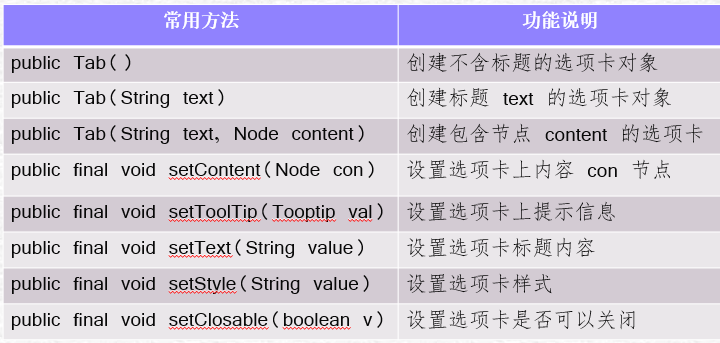 常用方法 功能说明
public Tab() 创建不含标题的选项卡对象
public Tab(String text) 创建标题 text 的选项卡对象
public Tab(String text, Node content) 创建包含节点 content 的选项卡
public final void setContent(Node con) 设置选项卡上内容 con 节点
public final void setToolTip(Tooptip val) 设置选项卡上提示信息
public final void setText(String value) 设置选项卡标题内容
public final void setStyle(String value) 设置选项卡样式
public final void setClosable(boolean v) 设置选项卡是否可以关闭